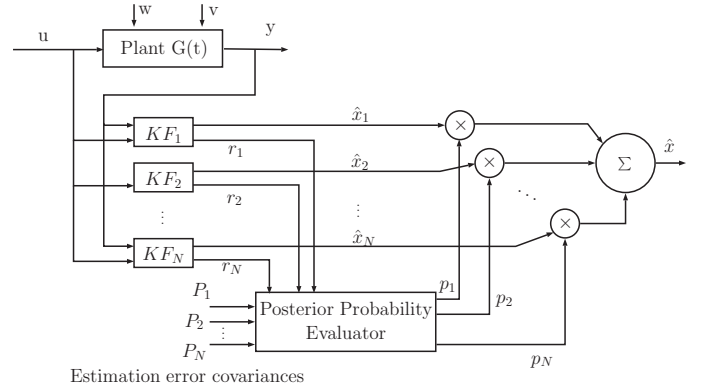 w
v
u
Plant G(t)
y
KF₁
x̂₁
×
r₁
x̂
Σ
KF₂
x̂₂
×
r₂
⋱
⋮
⋮
×
KF_N
x̂_N
r_N
P₁
p₁
P₂
Posterior Probability
Evaluator
p₂
⋮
P_N
p_N
Estimation error covariances